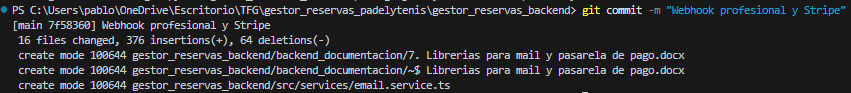 PS C:\Users\pablo\OneDrive\Escritorio\TFG\gestor_reservas_padelytenis\gestor_reservas_backend> git commit -m "Webhook profesional y Stripe"
[main 7f58360] Webhook profesional y Stripe
 16 files changed, 376 insertions(+), 64 deletions(-)
 create mode 100644 gestor_reservas_backend/backend_documentacion/7. Librerias para mail y pasarela de pago.docx
 create mode 100644 gestor_reservas_backend/backend_documentacion/~$ Librerias para mail y pasarela de pago.docx
 create mode 100644 gestor_reservas_backend/src/services/email.service.ts